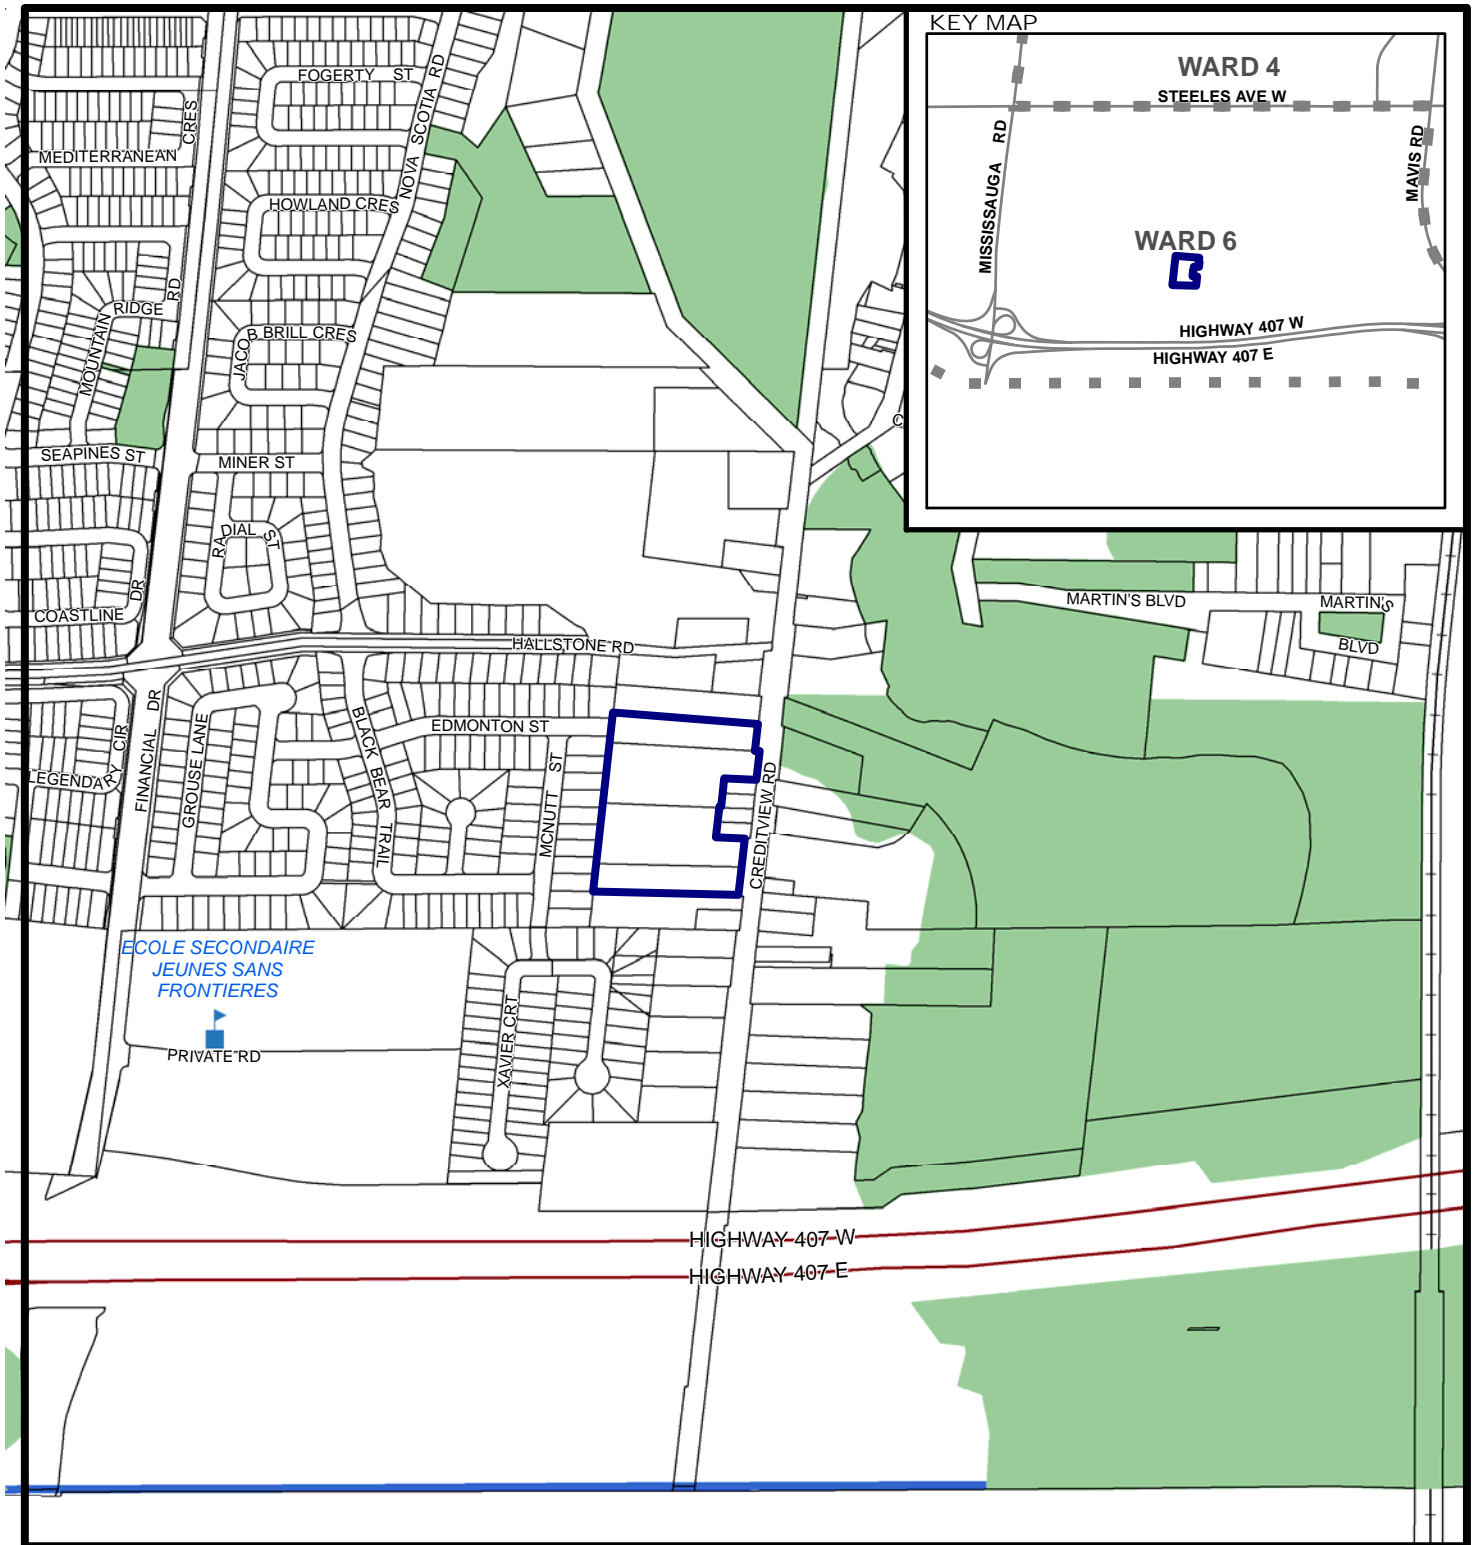 KEY MAP
WARD 4
STEELES AVE W
MISSISSAUGA RD
MAVIS RD
WARD 6
HIGHWAY 407 W
HIGHWAY 407 E
FOGERTY ST
NOVA SCOTIA RD
CRES
MEDITERRANEAN
HOWLAND CRES
RIDGE
RD
MOUNTAIN
JACOB BRILL CRES
SEAPINES ST
MINER ST
RADIAL ST
C
COASTLINE
DR
MARTIN'S BLVD
MARTIN'S
BLVD
HALLSTONE RD
FINANCIAL DR
GROUSE LANE
BLACK BEAR TRAIL
EDMONTON ST
MCNUTT ST
CREDITVIEW RD
LEGENDARY CIR
ECOLE SECONDAIRE
JEUNES SANS
FRONTIERES
PRIVATE RD
XAVIER CRT
HIGHWAY 407 W
HIGHWAY 407 E